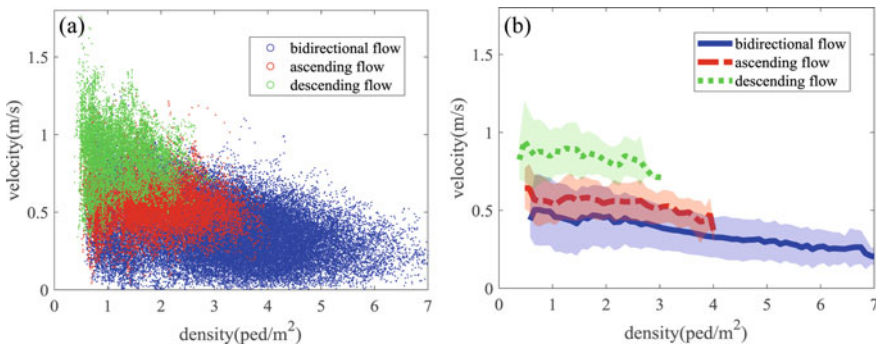 (a)
bidirectional flow
ascending flow
descending flow
velocity(m/s)
1.5
1
0.5
0
0 1 2 3 4 5 6 7
density(ped/m²)
(b)
bidirectional flow
ascending flow
descending flow
velocity(m/s)
1.5
1
0.5
0
0 1 2 3 4 5 6 7
density(ped/m²)